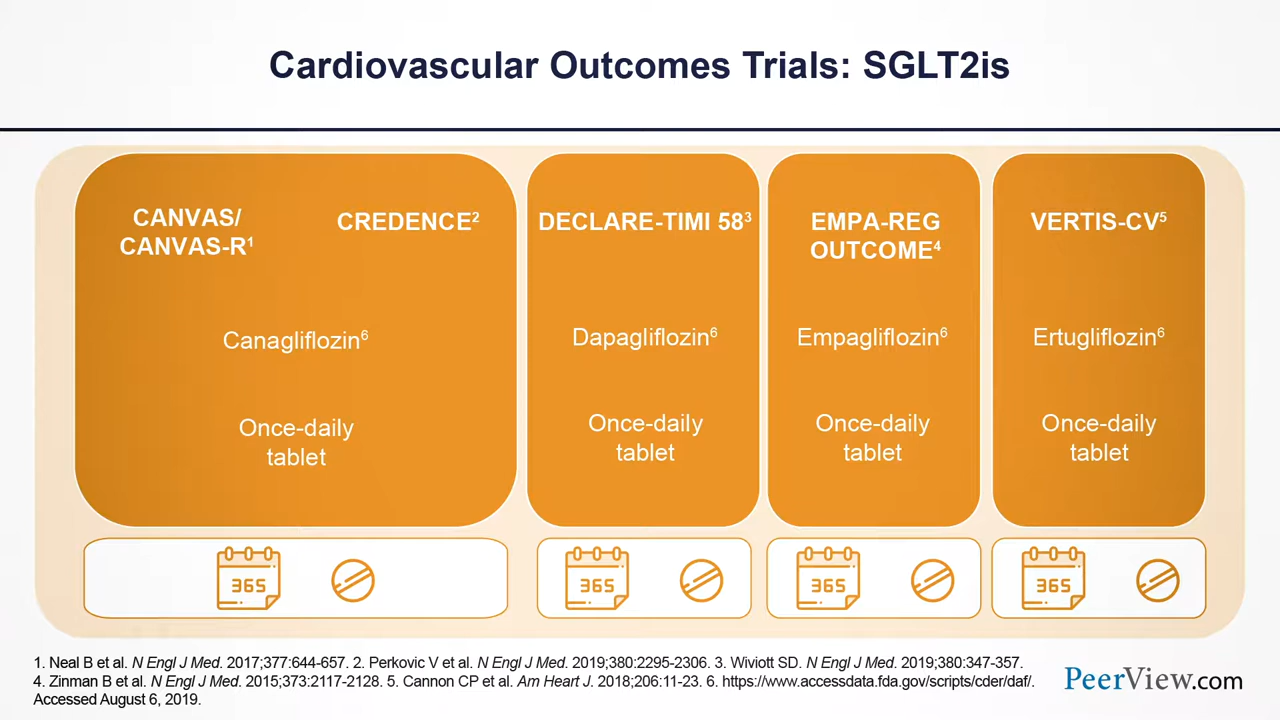 Cardiovascular Outcomes Trials: SGLT2is
CANVAS/
CANVAS-R1
CREDENCE2
Canagliflozin6
Once-daily
tablet
DECLARE-TIMI 583
Dapagliflozin6
Once-daily
tablet
EMPA-REG
OUTCOME4
Empagliflozin6
Once-daily
tablet
VERTIS-CV5
Ertugliflozin6
Once-daily
tablet
365
365
365
365
1. Neal B et al. N Engl J Med. 2017;377:644-657. 2. Perkovic V et al. N Engl J Med. 2019;380:2295-2306. 3. Wiviott SD. N Engl J Med. 2019;380:347-357.
4. Zinman B et al. N Engl J Med. 2015;373:2117-2128. 5. Cannon CP et al. Am Heart J. 2018;206:11-23. 6. https://www.accessdata.fda.gov/scripts/cder/daf/.
Accessed August 6, 2019.
PeerView.com